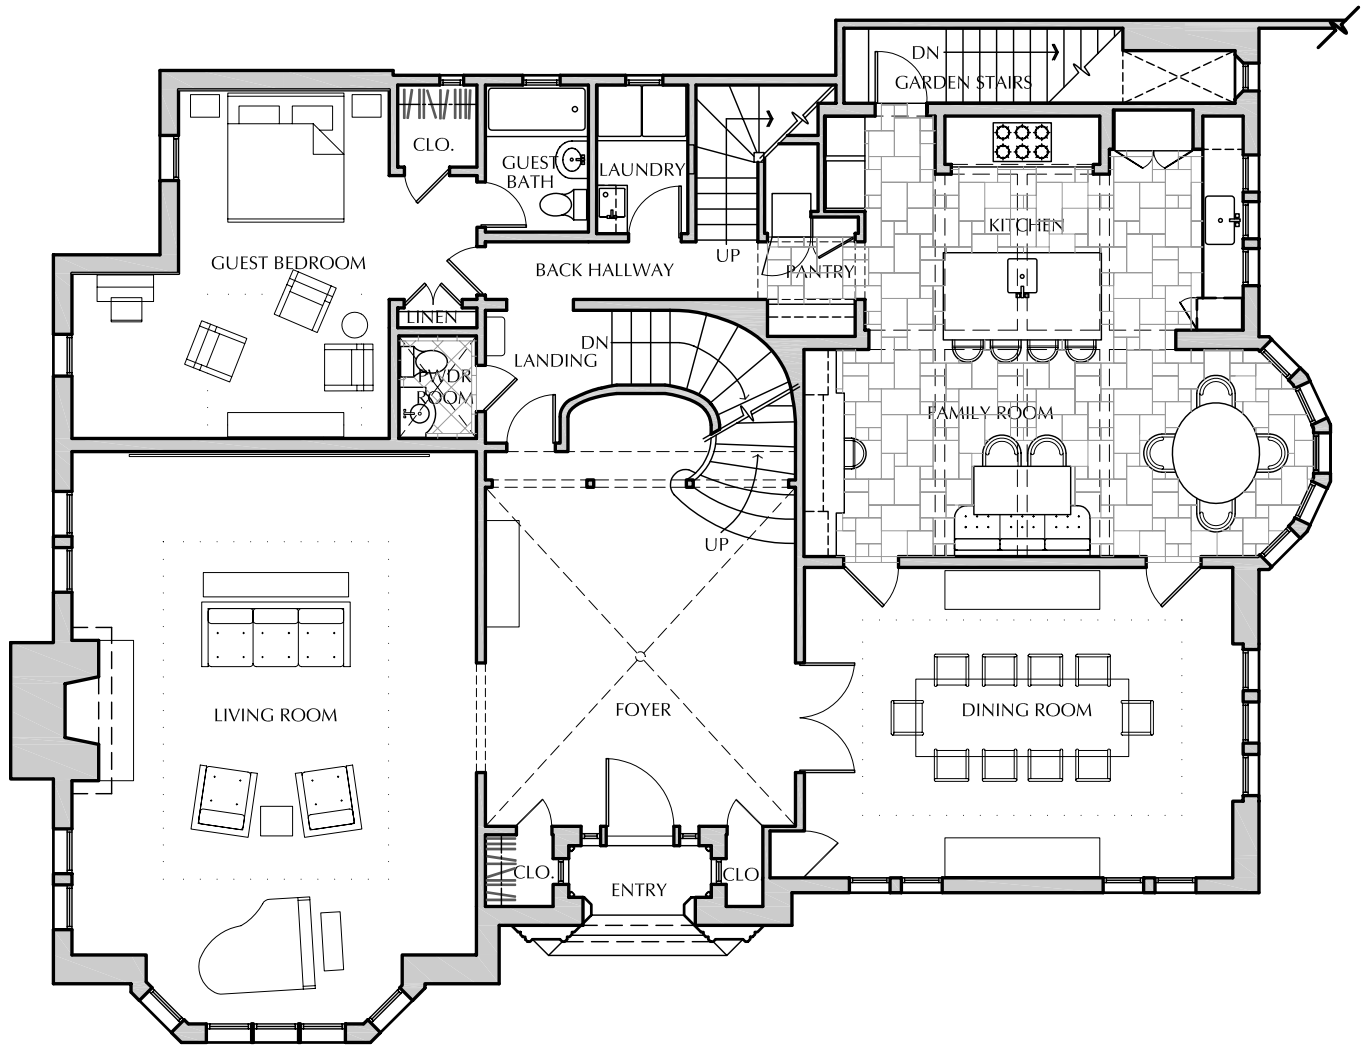 DN
GARDEN STAIRS
CLO.
GUEST
BATH
LAUNDRY
KITCHEN
UP
GUEST BEDROOM
BACK HALLWAY
PANTRY
LINEN
DN
LANDING
PWDR
ROOM
FAMILY ROOM
UP
LIVING ROOM
FOYER
DINING ROOM
CLO.
CLO
ENTRY